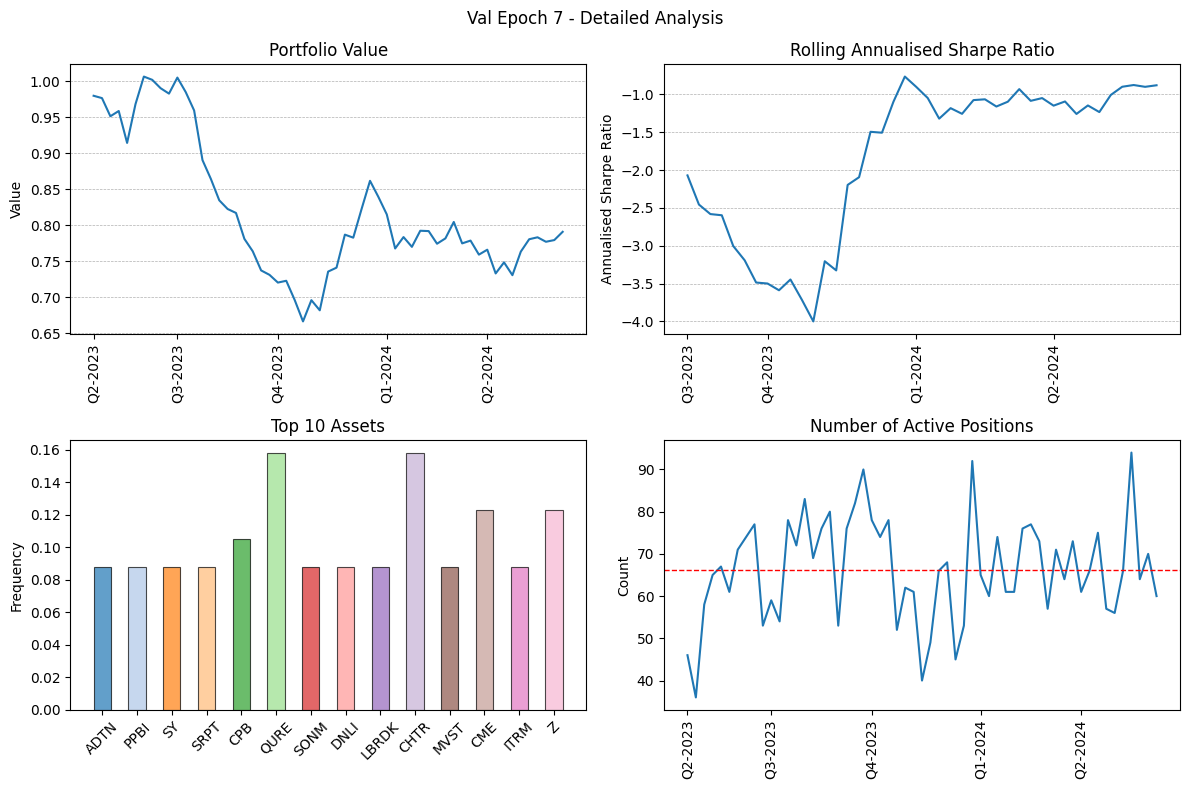 Val Epoch 7 - Detailed Analysis
Portfolio Value
Value
1.00
0.95
0.90
0.85
0.80
0.75
0.70
0.65
Q2-2023
Q3-2023
Q4-2023
Q1-2024
Q2-2024
Rolling Annualised Sharpe Ratio
Annualised Sharpe Ratio
−1.0
−1.5
−2.0
−2.5
−3.0
−3.5
−4.0
Q3-2023
Q4-2023
Q1-2024
Q2-2024
Top 10 Assets
Frequency
0.16
0.14
0.12
0.10
0.08
0.06
0.04
0.02
0.00
ADTN
PPBI
SY
SRPT
CPB
QURE
SONM
DNLI
LBRDK
CHTR
MVST
CME
ITRM
Z
Number of Active Positions
Count
90
80
70
60
50
40
Q2-2023
Q3-2023
Q4-2023
Q1-2024
Q2-2024